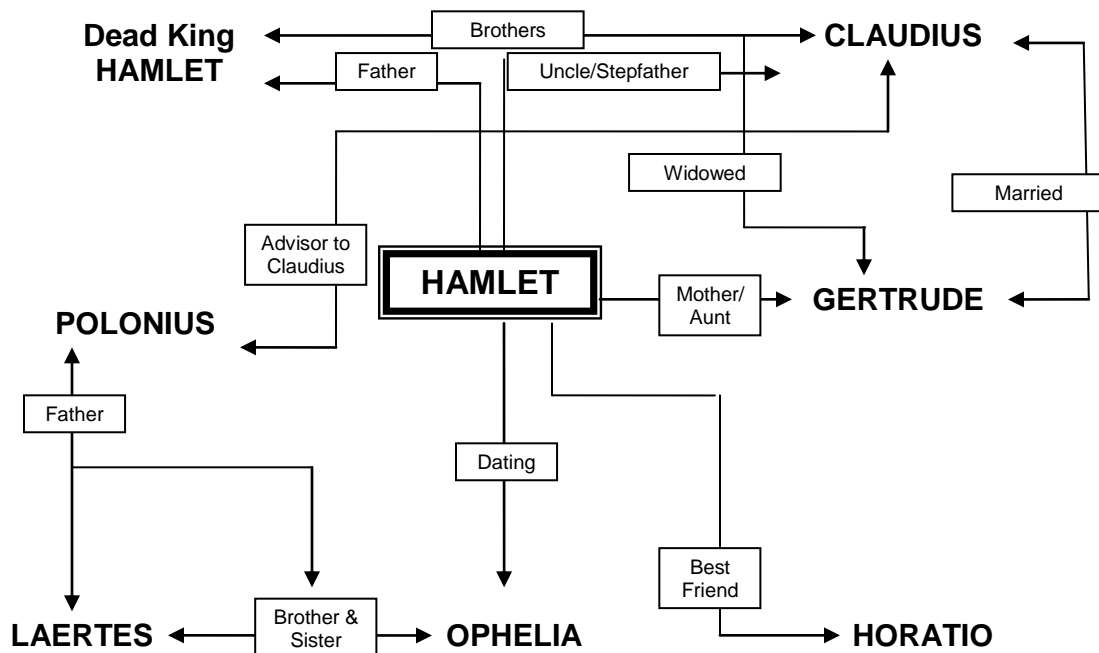 Dead King
HAMLET
Brothers
CLAUDIUS
Father
Uncle/Stepfather
Widowed
Married
Advisor to
Claudius
HAMLET
Mother/
Aunt
GERTRUDE
POLONIUS
Father
Dating
Best
Friend
LAERTES
Brother &
Sister
OPHELIA
HORATIO